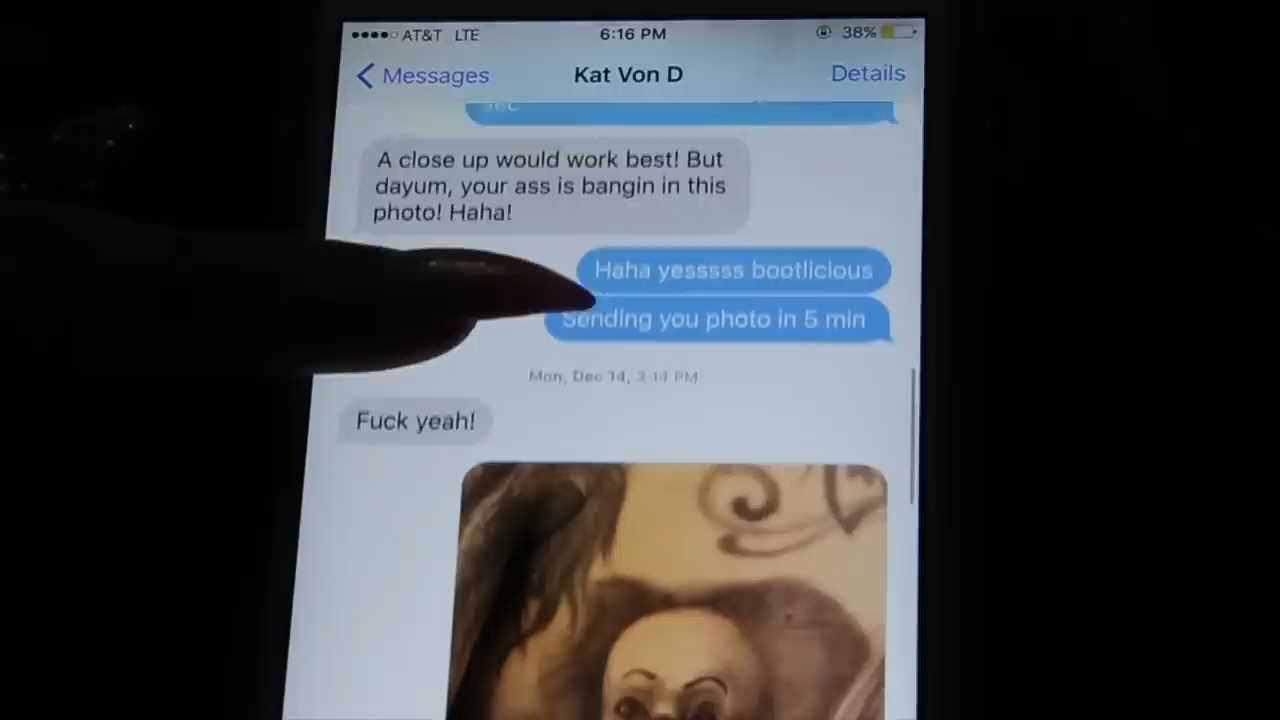 AT&T LTE 6:16 PM 38%
Messages Kat Von D Details
sec
A close up would work best! But
dayum, your ass is bangin in this
photo! Haha!
Haha yesssss bootlicious
Sending you photo in 5 min
Mon, Dec 14, 3:14 PM
Fuck yeah!